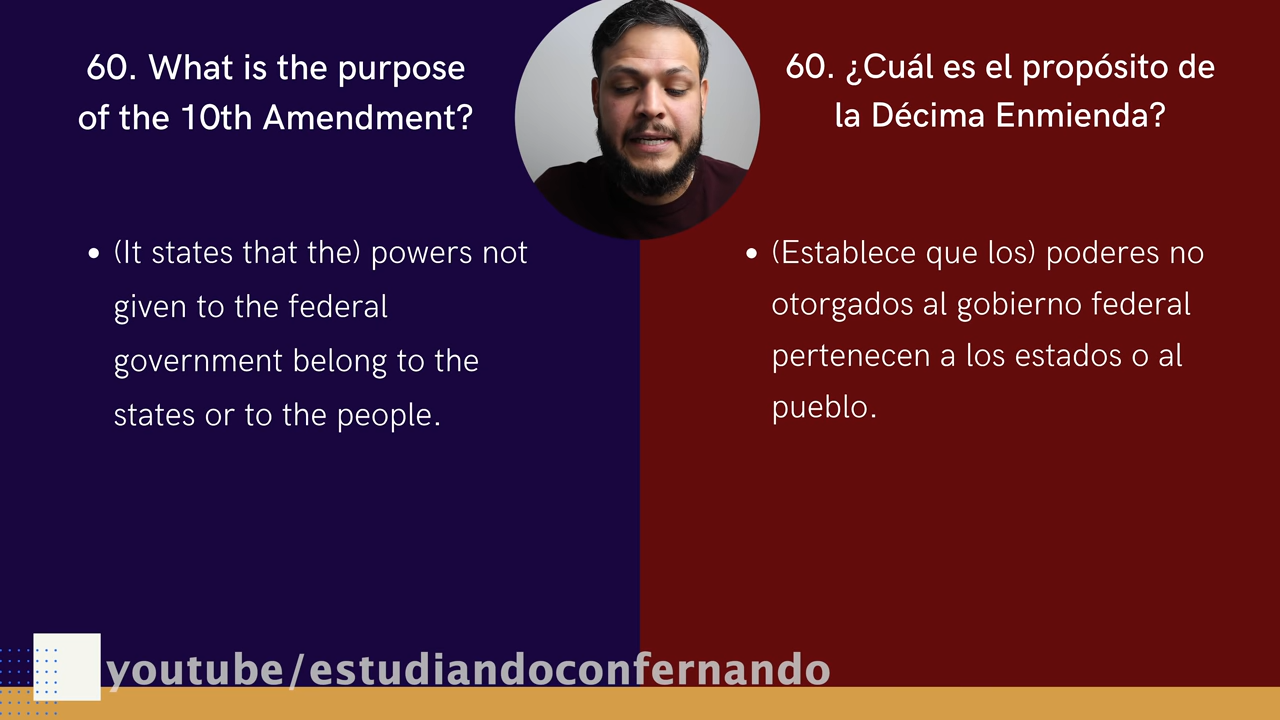 60. What is the purpose
of the 10th Amendment?
(It states that the) powers not
given to the federal
government belong to the
states or to the people.
60. ¿Cuál es el propósito de
la Décima Enmienda?
(Establece que los) poderes no
otorgados al gobierno federal
pertenecen a los estados o al
pueblo.
youtube/estudiandoconfernando